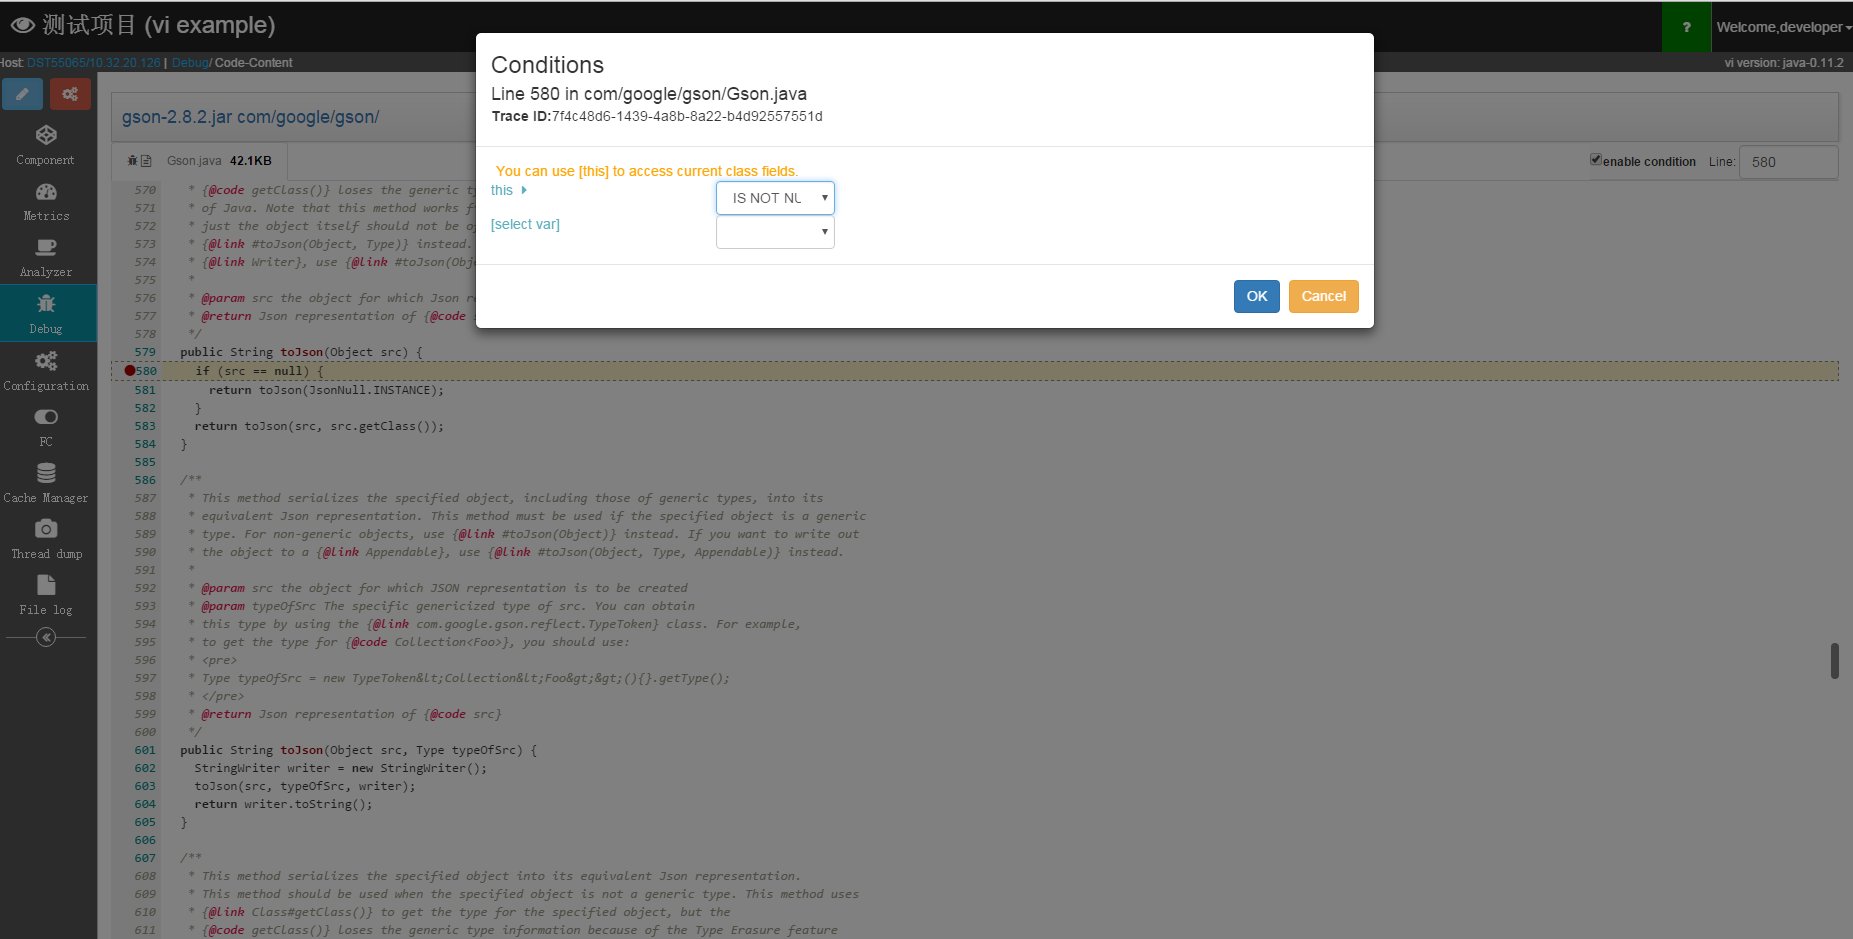 测试项目 (vi example)
? Welcome,developer
Host: DST55065/10.32.20.126 | Debug/ Code-Content
vi version: java-0.11.2
Conditions
Line 580 in com/google/gson/Gson.java
Trace ID:7f4c48d6-1439-4a8b-8a22-b4d92557551d
You can use [this] to access current class fields.
this
IS NOT NU
[select var]
OK
Cancel
Component
Metrics
Analyzer
Debug
Configuration
FC
Cache Manager
Thread dump
File log
gson-2.8.2.jar com/google/gson/
Gson.java 42.1KB
enable condition Line: 580
570 * {@code getClass()} loses the generic
571 * of Java. Note that this method works
572 * just the object itself should not be
573 * {@link #toJson(Object, Type)} instead.
574 * {@link Writer}, use {@link #toJson(Obj
575 *
576 * @param src the object for which Json
577 * @return Json representation of {@code
578 */
579 public String toJson(Object src) {
580 if (src == null) {
581 return toJson(JsonNull.INSTANCE);
582 }
583 return toJson(src, src.getClass());
584 }
585
586 /**
587 * This method serializes the specified object, including those of generic types, into its
588 * equivalent Json representation. This method must be used if the specified object is a generic
589 * type. For non-generic objects, use {@link #toJson(Object)} instead. If you want to write out
590 * the object to a {@link Appendable}, use {@link #toJson(Object, Type, Appendable)} instead.
591 *
592 * @param src the object for which JSON representation is to be created
593 * @param typeOfSrc The specific genericized type of src. You can obtain
594 * this type by using the {@link com.google.gson.reflect.TypeToken} class. For example,
595 * to get the type for {@code Collection<Foo>}, you should use:
596 * <pre>
597 * Type typeOfSrc = new TypeToken&lt;Collection&lt;Foo&gt;&gt;(){}.getType();
598 * </pre>
599 * @return Json representation of {@code src}
600 */
601 public String toJson(Object src, Type typeOfSrc) {
602 StringWriter writer = new StringWriter();
603 toJson(src, typeOfSrc, writer);
604 return writer.toString();
605 }
606
607 /**
608 * This method serializes the specified object into its equivalent Json representation.
609 * This method should be used when the specified object is not a generic type. This method uses
610 * {@link Class#getClass()} to get the type for the specified object, but the
611 * {@code getClass()} loses the generic type information because of the Type Erasure feature